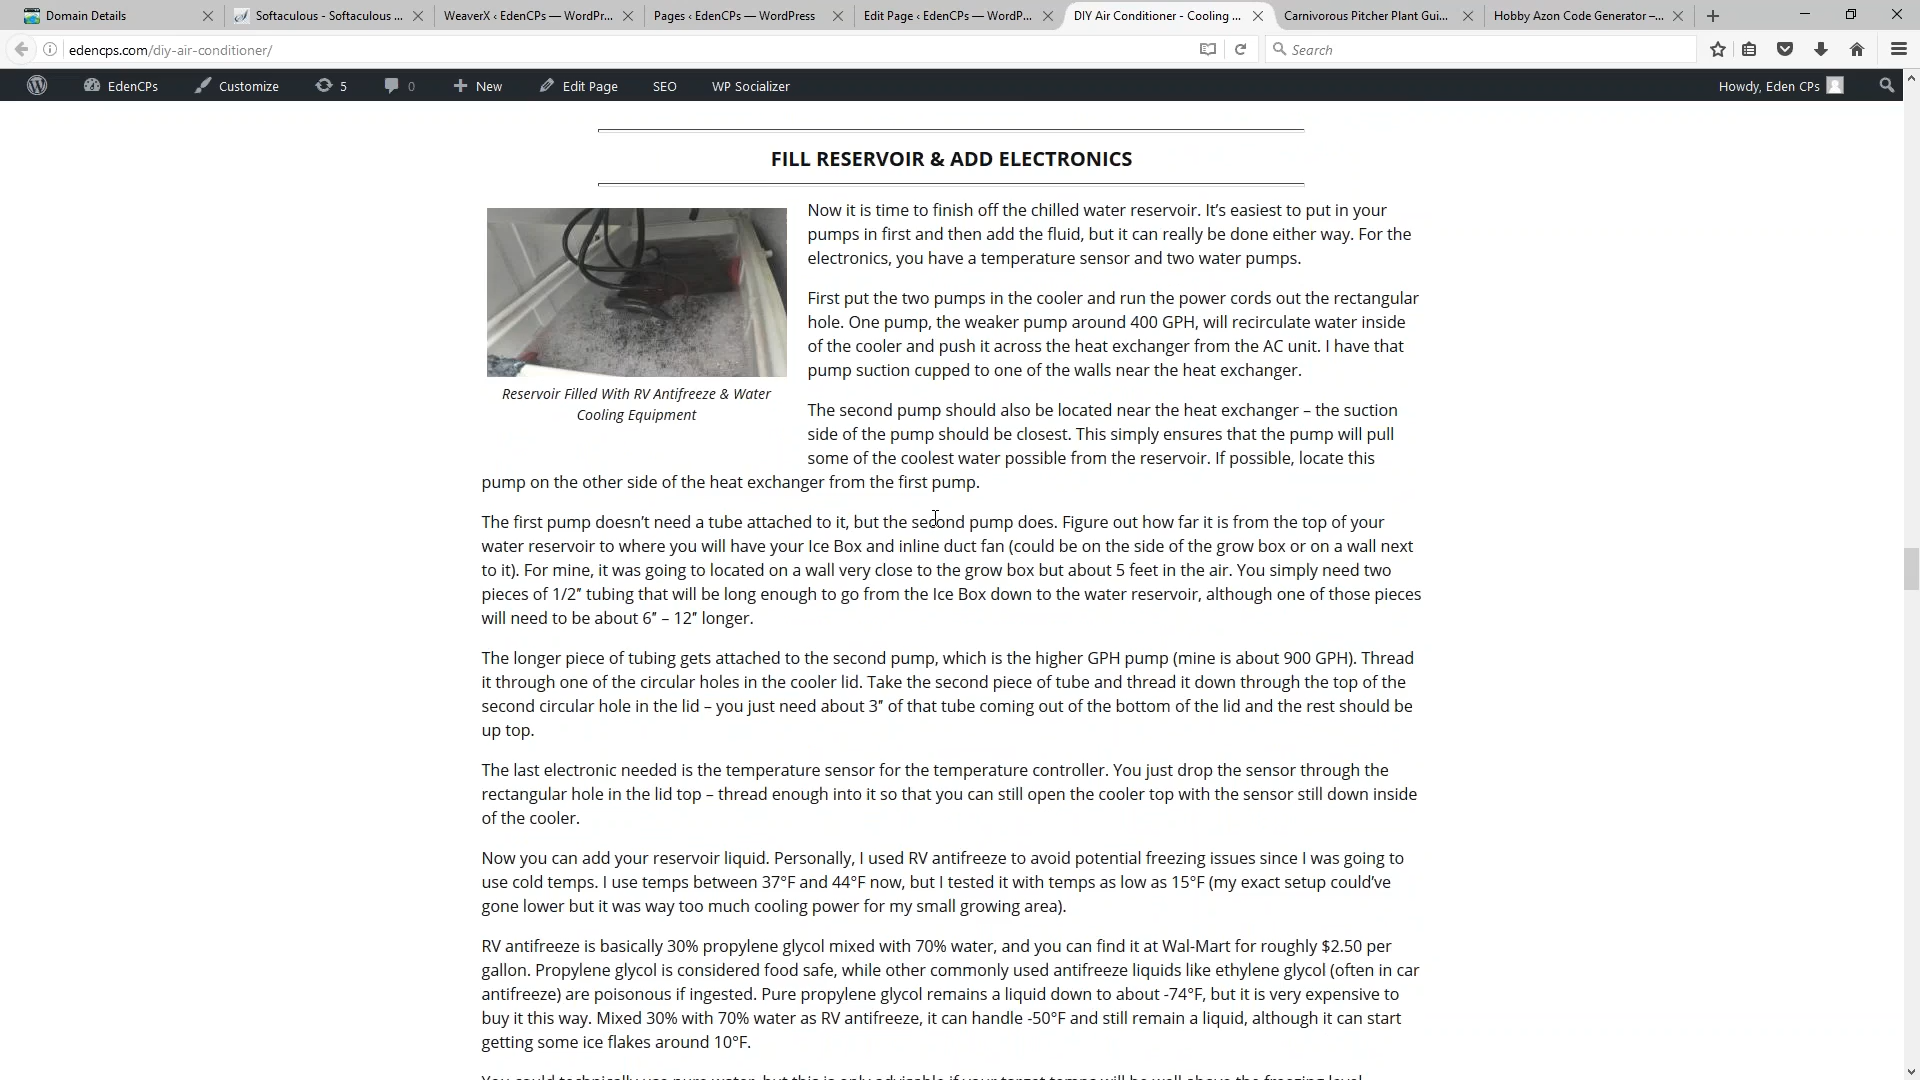 Domain Details
Softaculous - Softaculous ...
WeaverX ‹ EdenCPs — WordPr...
Pages ‹ EdenCPs — WordPress
Edit Page ‹ EdenCPs — WordP...
DIY Air Conditioner - Cooling ...
Carnivorous Pitcher Plant Gui...
Hobby Azon Code Generator –...
edencps.com/diy-air-conditioner/
Search
EdenCPs
Customize
5
0
New
Edit Page
SEO
WP Socializer
Howdy, Eden CPs
FILL RESERVOIR & ADD ELECTRONICS
Reservoir Filled With RV Antifreeze & Water
Cooling Equipment
Now it is time to finish off the chilled water reservoir. It’s easiest to put in your
pumps in first and then add the fluid, but it can really be done either way. For the
electronics, you have a temperature sensor and two water pumps.
First put the two pumps in the cooler and run the power cords out the rectangular
hole. One pump, the weaker pump around 400 GPH, will recirculate water inside
of the cooler and push it across the heat exchanger from the AC unit. I have that
pump suction cupped to one of the walls near the heat exchanger.
The second pump should also be located near the heat exchanger – the suction
side of the pump should be closest. This simply ensures that the pump will pull
some of the coolest water possible from the reservoir. If possible, locate this
pump on the other side of the heat exchanger from the first pump.
The first pump doesn’t need a tube attached to it, but the second pump does. Figure out how far it is from the top of your
water reservoir to where you will have your Ice Box and inline duct fan (could be on the side of the grow box or on a wall next
to it). For mine, it was going to located on a wall very close to the grow box but about 5 feet in the air. You simply need two
pieces of 1/2″ tubing that will be long enough to go from the Ice Box down to the water reservoir, although one of those pieces
will need to be about 6″ – 12″ longer.
The longer piece of tubing gets attached to the second pump, which is the higher GPH pump (mine is about 900 GPH). Thread
it through one of the circular holes in the cooler lid. Take the second piece of tube and thread it down through the top of the
second circular hole in the lid – you just need about 3″ of that tube coming out of the bottom of the lid and the rest should be
up top.
The last electronic needed is the temperature sensor for the temperature controller. You just drop the sensor through the
rectangular hole in the lid top – thread enough into it so that you can still open the cooler top with the sensor still down inside
of the cooler.
Now you can add your reservoir liquid. Personally, I used RV antifreeze to avoid potential freezing issues since I was going to
use cold temps. I use temps between 37°F and 44°F now, but I tested it with temps as low as 15°F (my exact setup could’ve
gone lower but it was way too much cooling power for my small growing area).
RV antifreeze is basically 30% propylene glycol mixed with 70% water, and you can find it at Wal-Mart for roughly $2.50 per
gallon. Propylene glycol is considered food safe, while other commonly used antifreeze liquids like ethylene glycol (often in car
antifreeze) are poisonous if ingested. Pure propylene glycol remains a liquid down to about -74°F, but it is very expensive to
buy it this way. Mixed 30% with 70% water as RV antifreeze, it can handle -50°F and still remain a liquid, although it can start
getting some ice flakes around 10°F.
You could technically use pure water, but this is only advisable if your target temps will be well above the freezing level